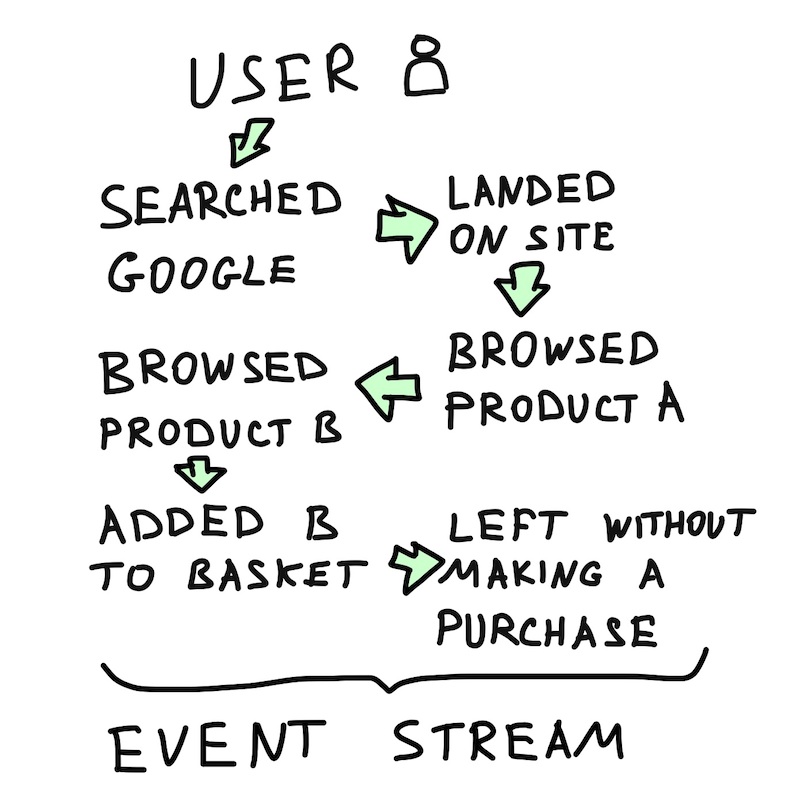 USER
SEARCHED
GOOGLE
LANDED
ON SITE
BROWSED
PRODUCT A
BROWSED
PRODUCT B
ADDED B
TO BASKET
LEFT WITHOUT
MAKING A
PURCHASE
EVENT STREAM